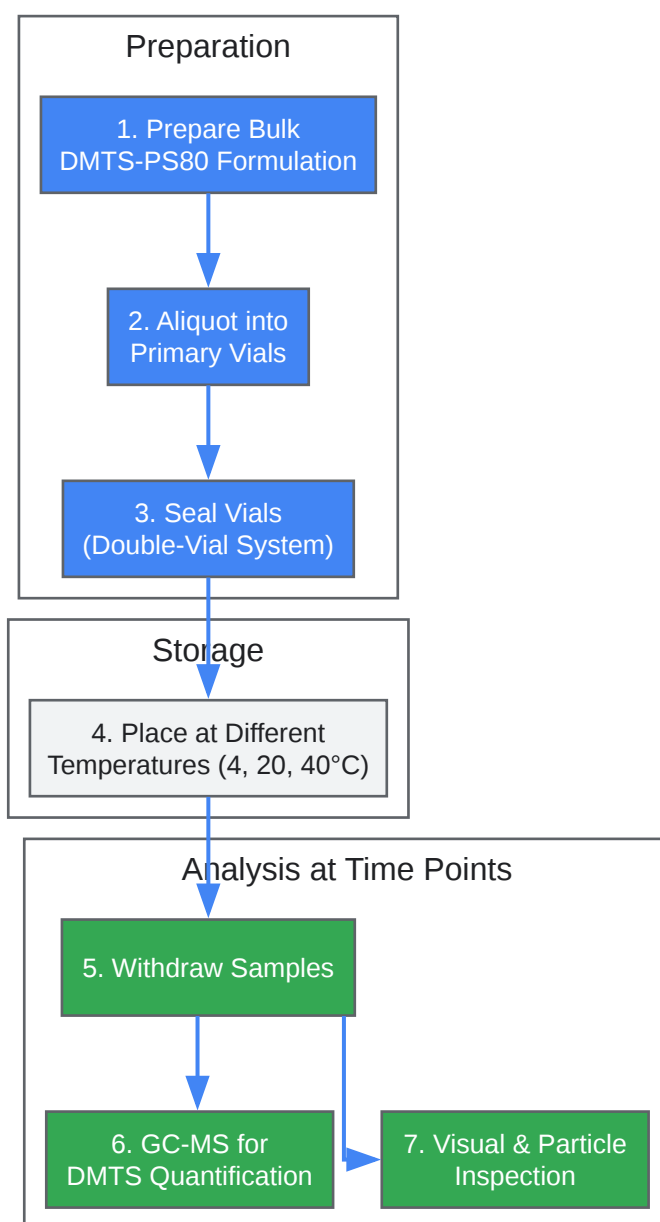 Preparation
1. Prepare Bulk
DMTS-PS80 Formulation
2. Aliquot into
Primary Vials
3. Seal Vials
(Double-Vial System)
Storage
4. Place at Different
Temperatures (4, 20, 40°C)
Analysis at Time Points
5. Withdraw Samples
6. GC-MS for
DMTS Quantification
7. Visual & Particle
Inspection